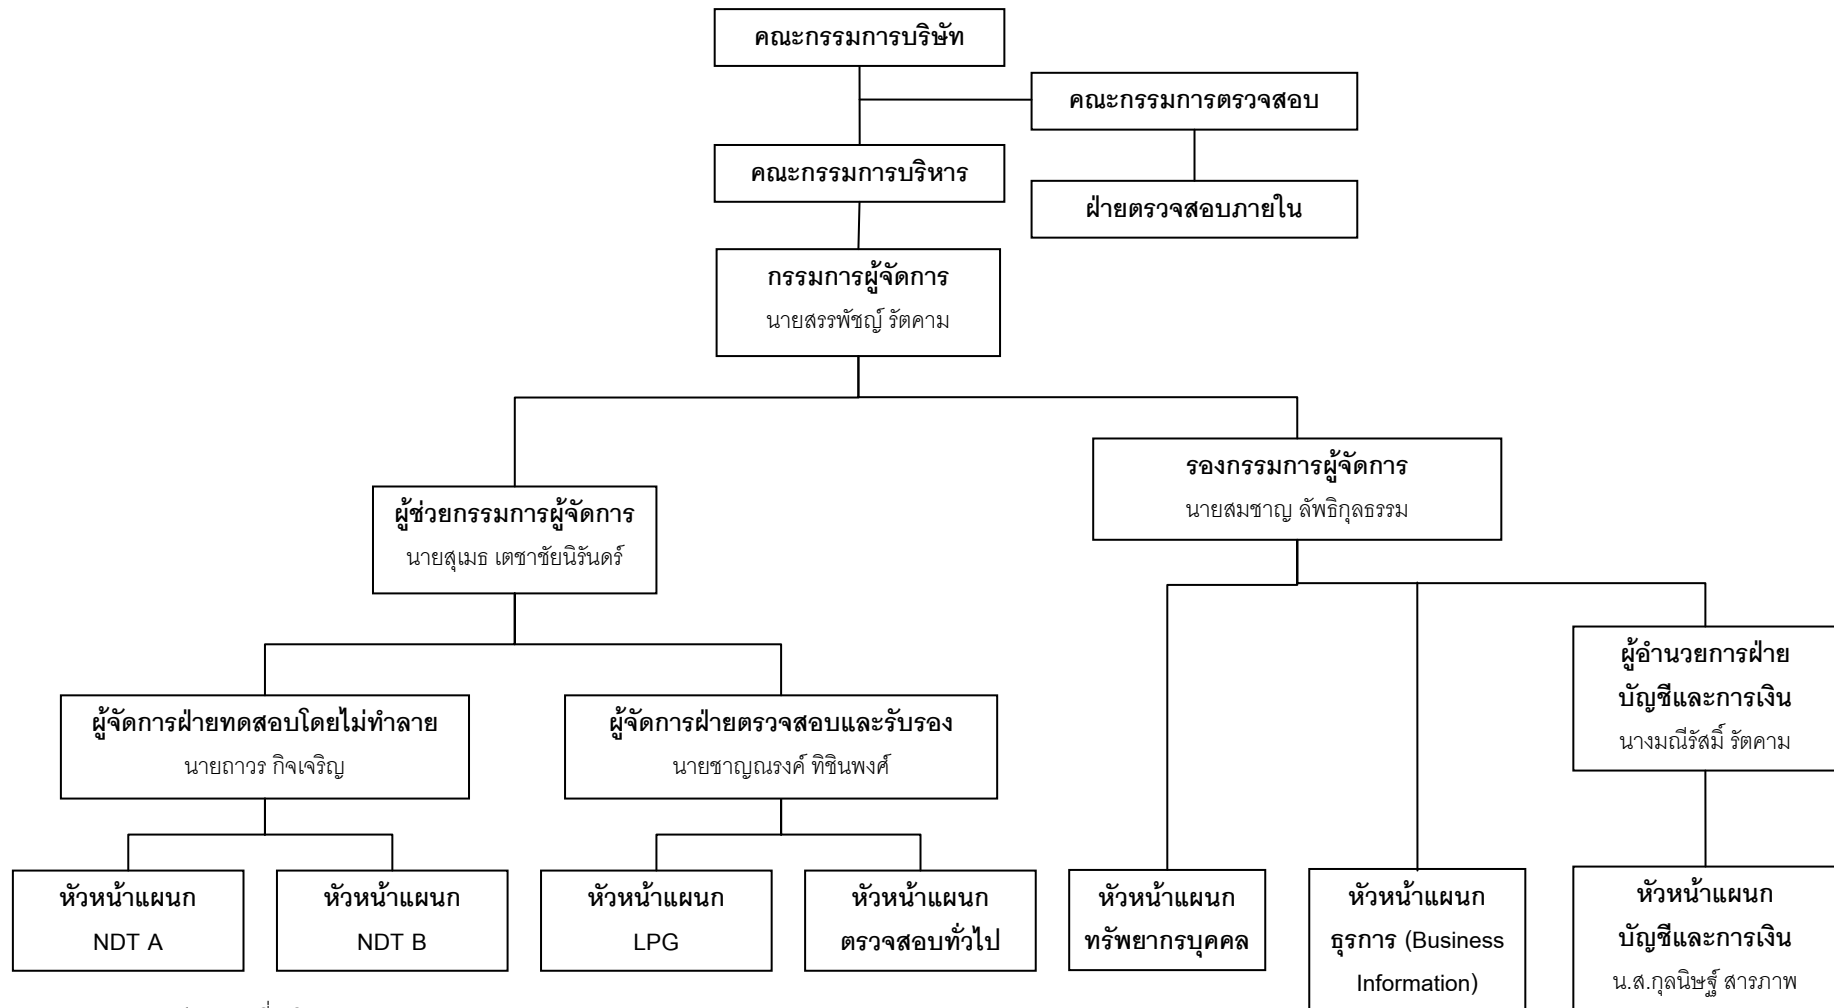 คณะกรรมการบริษัท
คณะกรรมการตรวจสอบ
คณะกรรมการบริหาร
ฝ่ายตรวจสอบภายใน
กรรมการผู้จัดการ
นายสรรพัชญ์ รัตคาม
รองกรรมการผู้จัดการ
นายสมชาญ ลัพธิกุลธรรม
ผู้ช่วยกรรมการผู้จัดการ
นายสุเมธ เตชาชัยนิรันดร์
ผู้อำนวยการฝ่าย
บัญชีและการเงิน
นางมณีรัสมิ์ รัตคาม
ผู้จัดการฝ่ายทดสอบโดยไม่ทำลาย
นายถาวร กิจเจริญ
ผู้จัดการฝ่ายตรวจสอบและรับรอง
นายชาญณรงค์ ทิชินพงศ์
หัวหน้าแผนก
NDT A
หัวหน้าแผนก
NDT B
หัวหน้าแผนก
LPG
หัวหน้าแผนก
ตรวจสอบทั่วไป
หัวหน้าแผนก
ทรัพยากรบุคคล
หัวหน้าแผนก
ธุรการ (Business
Information)
หัวหน้าแผนก
บัญชีและการเงิน
น.ส.กุลนิษฐ์ สารภาพ